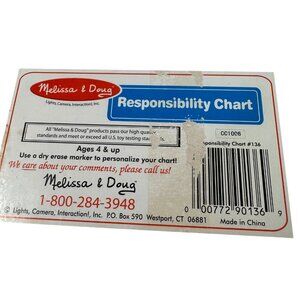 Melissa & Doug
Lights, Camera, Interaction!, Inc.
Responsibility Chart
All "Melissa & Doug" products pass our high quality
standards and meet or exceed all U.S. toy testing
CC1006
Responsibility Chart #136
Ages 4 & up
Use a dry erase marker to personalize your chart!
We care about your comments, please call us!
Melissa & Doug
1-800-284-3948
© Lights, Camera, Interaction!, Inc. P.O. Box 590 Westport, CT 06881
0 00772 90136 9
Made in China